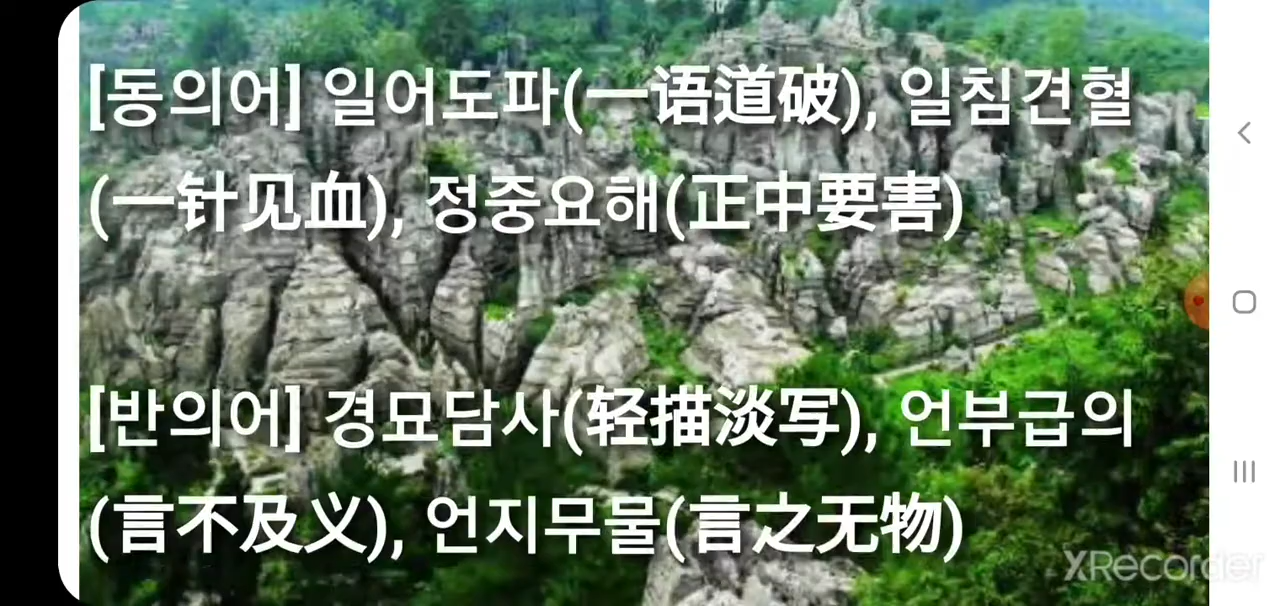 [동의어] 일어도파(一语道破), 일침견혈
(一针见血), 정중요해(正中要害)
[반의어] 경묘담사(轻描淡写), 언부급의
(言不及义), 언지무물(言之无物)
XRecorder